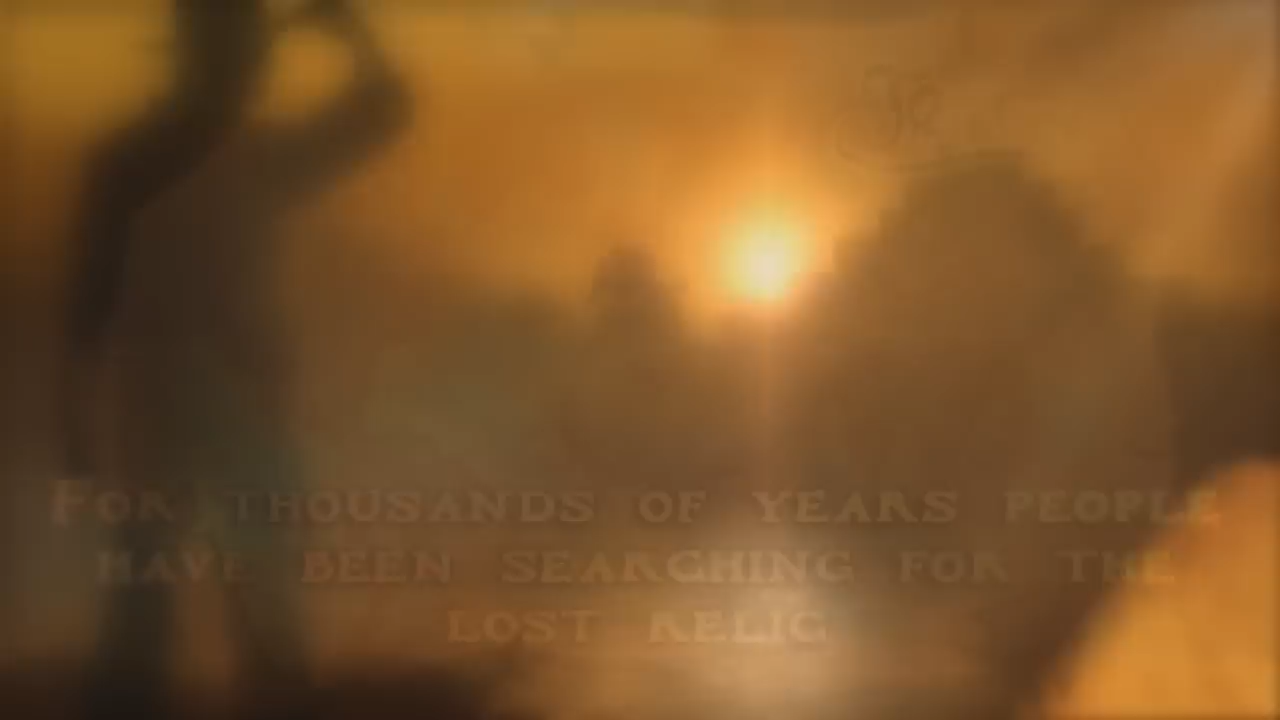 FOR THOUSANDS OF YEARS PEOPLE
HAVE BEEN SEARCHING FOR THE
LOST RELIC